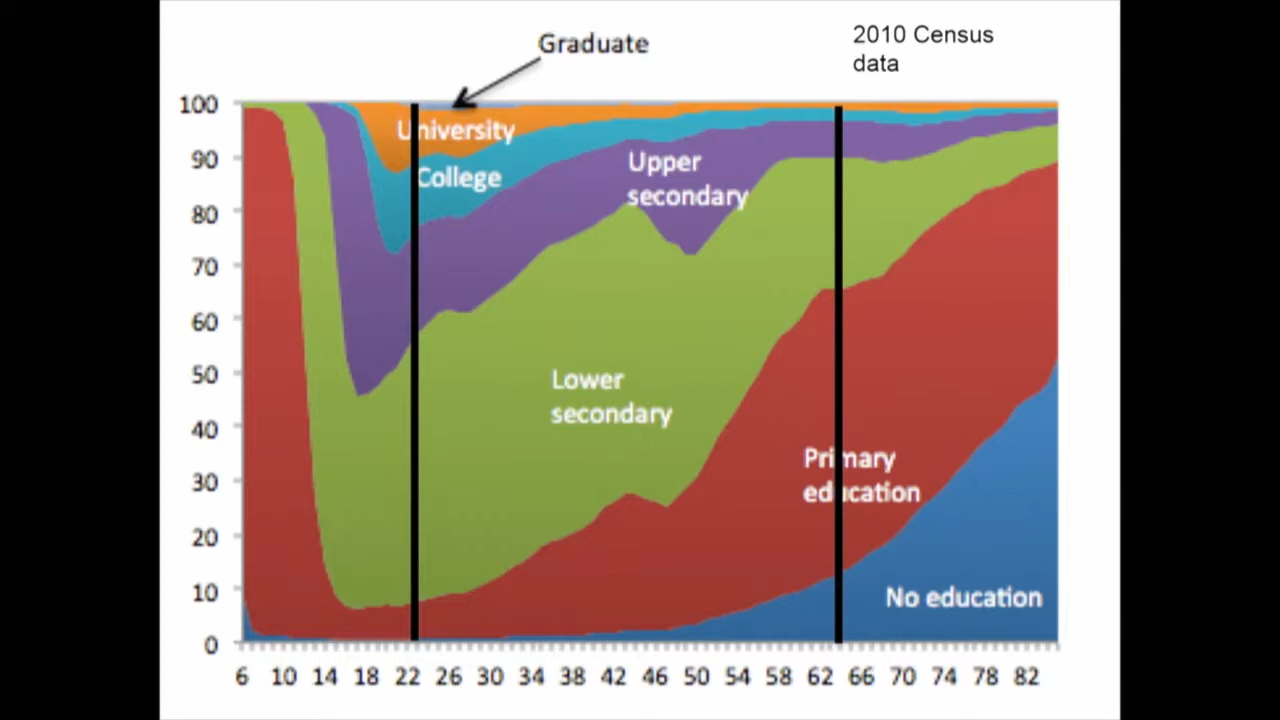 Graduate
2010 Census
data
100
University
90
Upper
College
secondary
80
70
60
50
Lower
secondary
40
Primary
30
education
20
10
No education
0
6 10 14 18 22 26 30 34 38 42 46 50 54 58 62 66 70 74 78 82